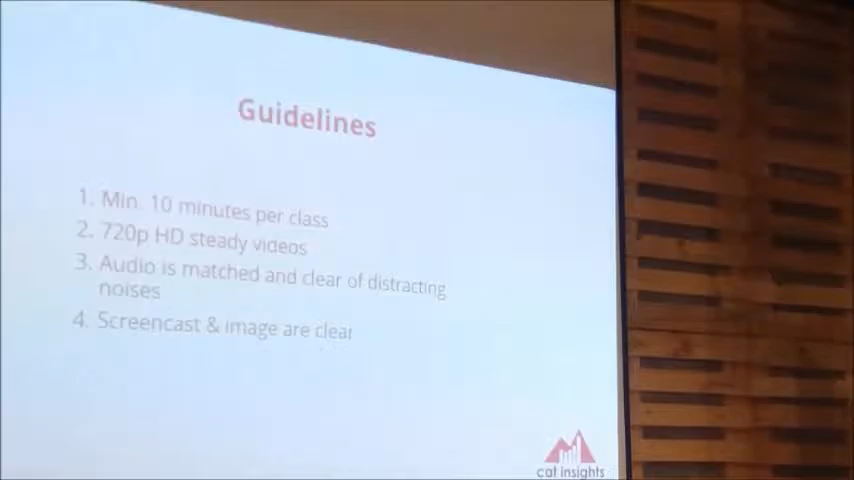 Guidelines
1. Min. 10 minutes per class
2. 720p HD steady videos
3. Audio is matched and clear of distracting
noises
4. Screencast & image are clear
cat insights